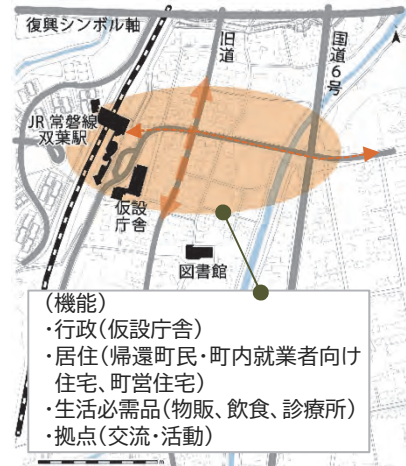 復興シンボル軸
旧道
国道6号
JR常磐線
双葉駅
仮設
庁舎
図書館
(機能)
・行政(仮設庁舎)
・居住(帰還町民・町内就業者向け
住宅、町営住宅)
・生活必需品(物販、飲食、診療所)
・拠点(交流・活動)